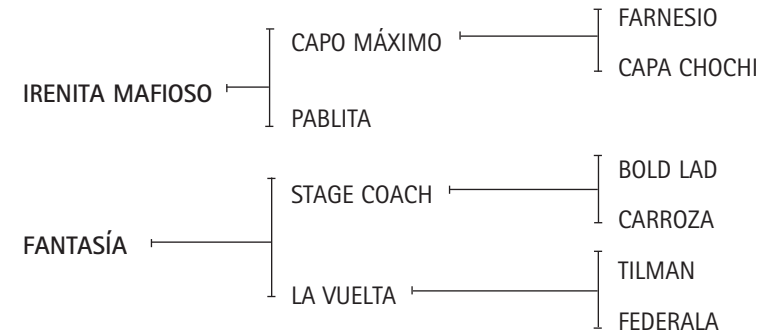 FARNESIO
CAPO MÁXIMO
CAPA CHOCHI
IRENITA MAFIOSO
PABLITA
BOLD LAD
STAGE COACH
CARROZA
FANTASÍA
TILMAN
LA VUELTA
FEDERALA